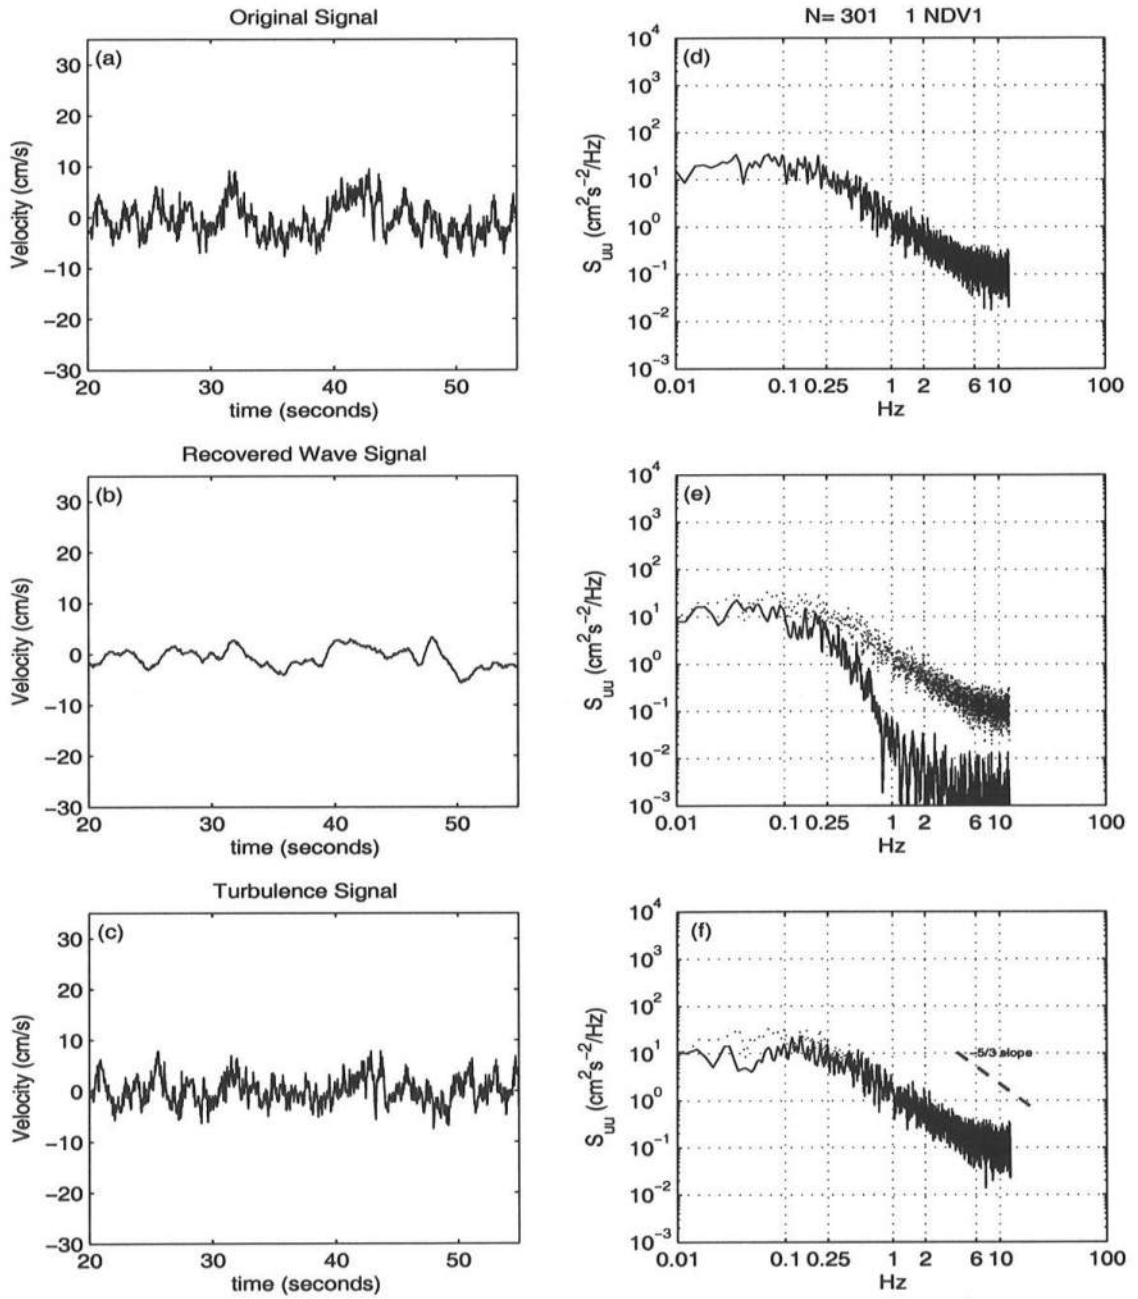 Original Signal
(a)
30
20
10
0
−10
−20
−30
Velocity (cm/s)
20 30 40 50
time (seconds)
N= 301 1 NDV1
(d)
10^4
10^3
10^2
10^1
10^0
10^−1
10^−2
10^−3
S_uu (cm^2s^−2/Hz)
0.01 0.1 0.25 1 2 6 10 100
Hz
Recovered Wave Signal
(b)
30
20
10
0
−10
−20
−30
Velocity (cm/s)
20 30 40 50
time (seconds)
(e)
10^4
10^3
10^2
10^1
10^0
10^−1
10^−2
10^−3
S_uu (cm^2s^−2/Hz)
0.01 0.1 0.25 1 2 6 10 100
Hz
Turbulence Signal
(c)
30
20
10
0
−10
−20
−30
Velocity (cm/s)
20 30 40 50
time (seconds)
(f)
10^4
10^3
10^2
10^1
10^0
10^−1
10^−2
10^−3
S_uu (cm^2s^−2/Hz)
−5/3 slope
0.01 0.1 0.25 1 2 6 10 100
Hz